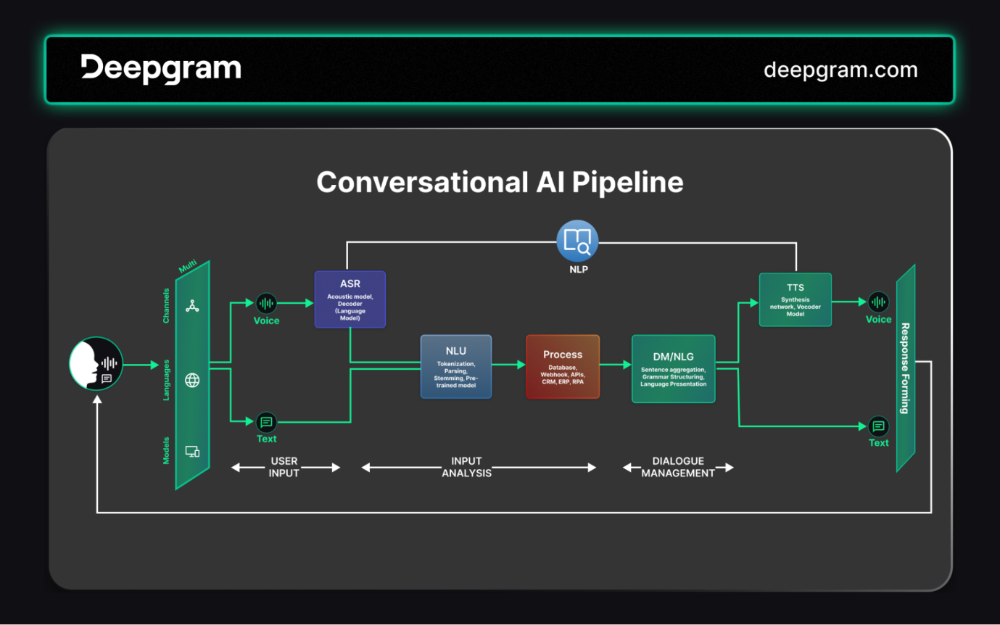 Deepgram
deepgram.com
Conversational AI Pipeline
NLP
Multi
Channels
Languages
Models
Voice
Text
ASR
Acoustic model,
Decoder
(Language
Model)
NLU
Tokenization,
Parsing,
Stemming, Pre-
trained model
Process
Database,
Webhook, APIs,
CRM, ERP, RPA
DM/NLG
Sentence aggregation,
Grammar Structuring,
Language Presentation
TTS
Synthesis
network, Vocoder
Model
Voice
Text
Response Forming
USER
INPUT
INPUT
ANALYSIS
DIALOGUE
MANAGEMENT